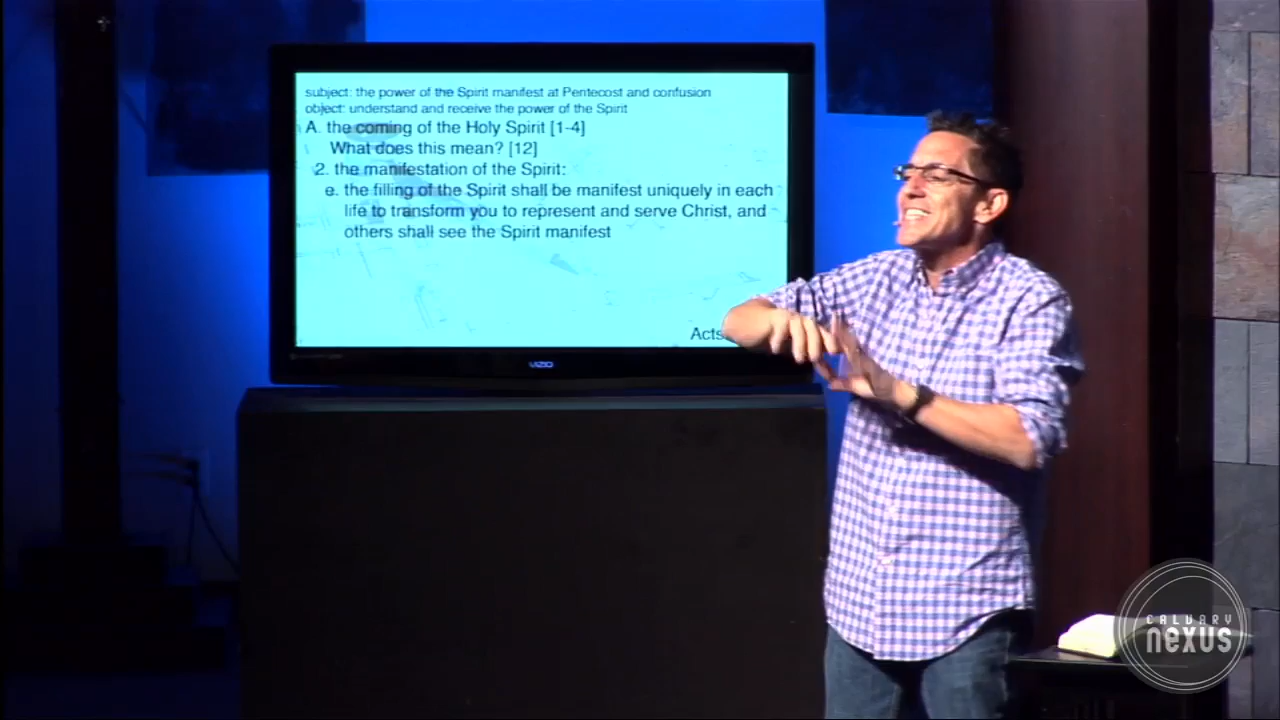 subject: the power of the Spirit manifest at Pentecost and confusion
object: understand and receive the power of the Spirit
A. the coming of the Holy Spirit [1-4]
What does this mean? [12]
2. the manifestation of the Spirit:
e. the filling of the Spirit shall be manifest uniquely in each
life to transform you to represent and serve Christ, and
others shall see the Spirit manifest
Acts
VIZIO
CALVARY
nexus